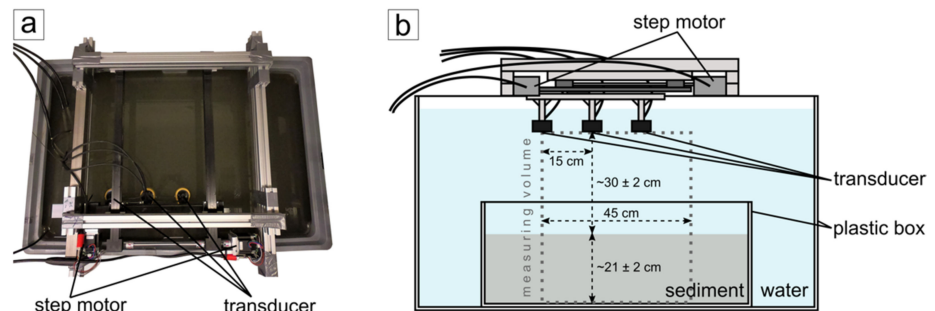 a
step motor
transducer
b
step motor
measuring volume
15 cm
~30 ± 2 cm
45 cm
~21 ± 2 cm
transducer
plastic box
sediment
water